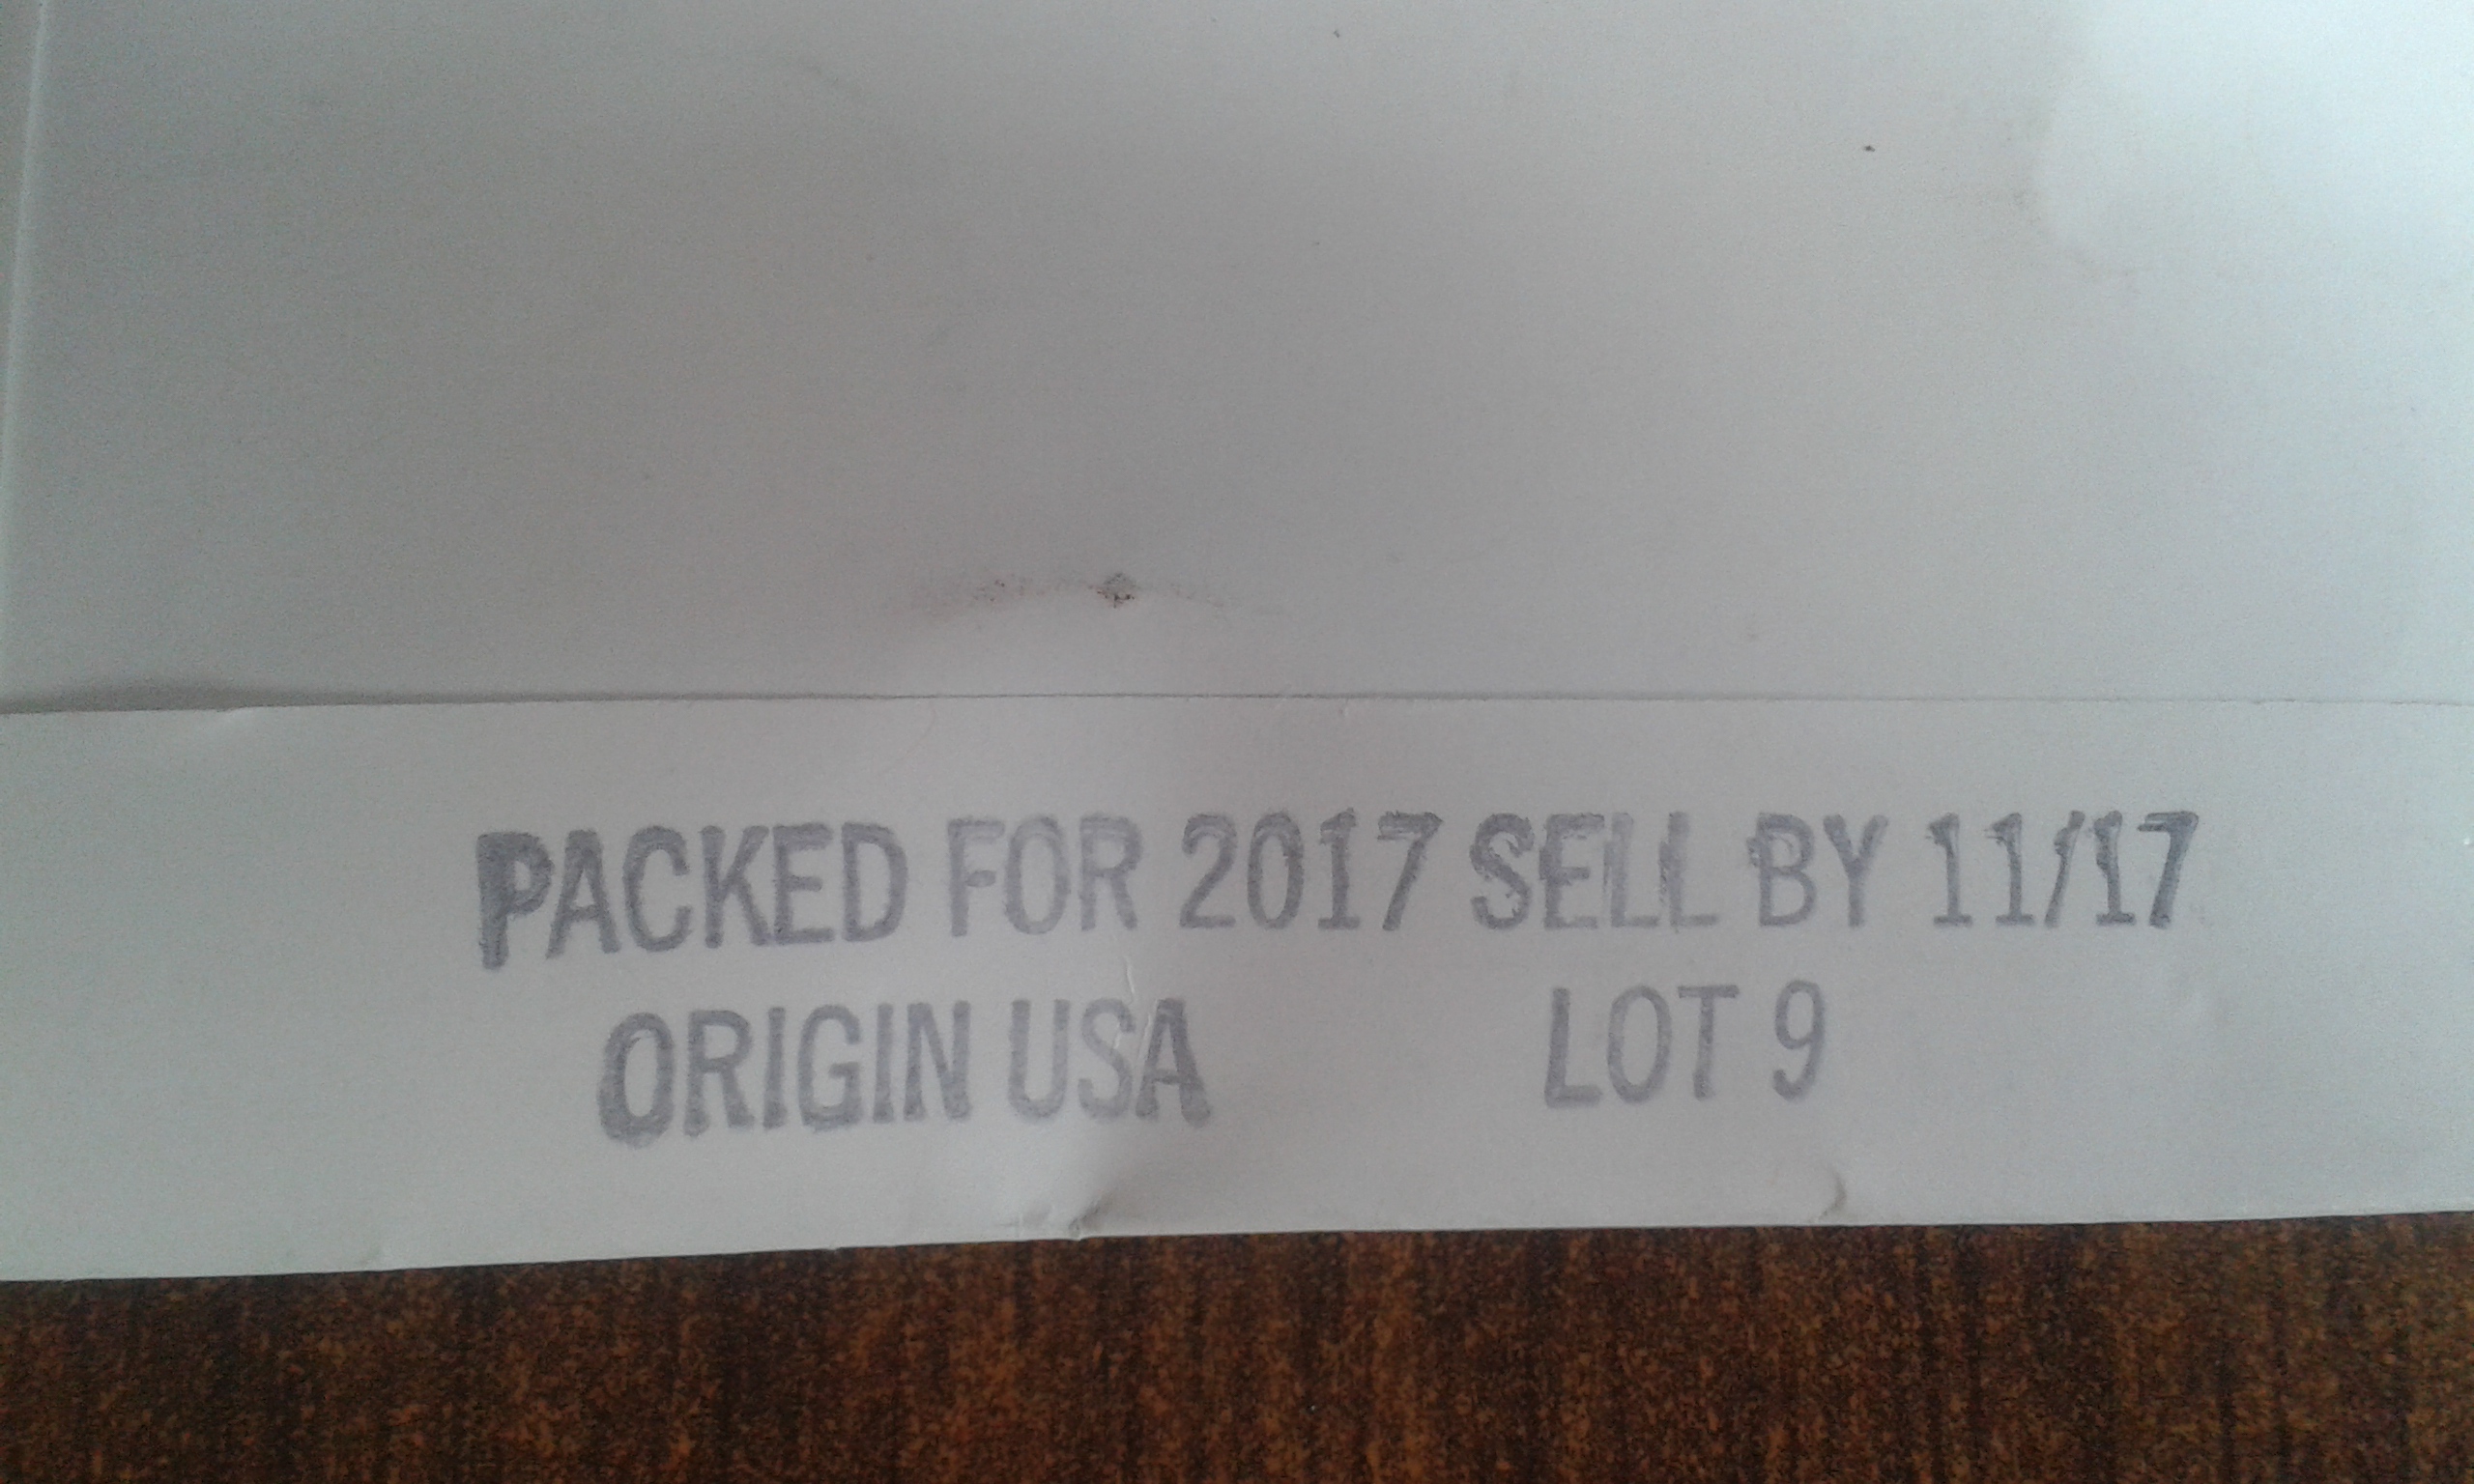 PACKED FOR 2017 SELL BY 11/17
ORIGIN USA LOT 9